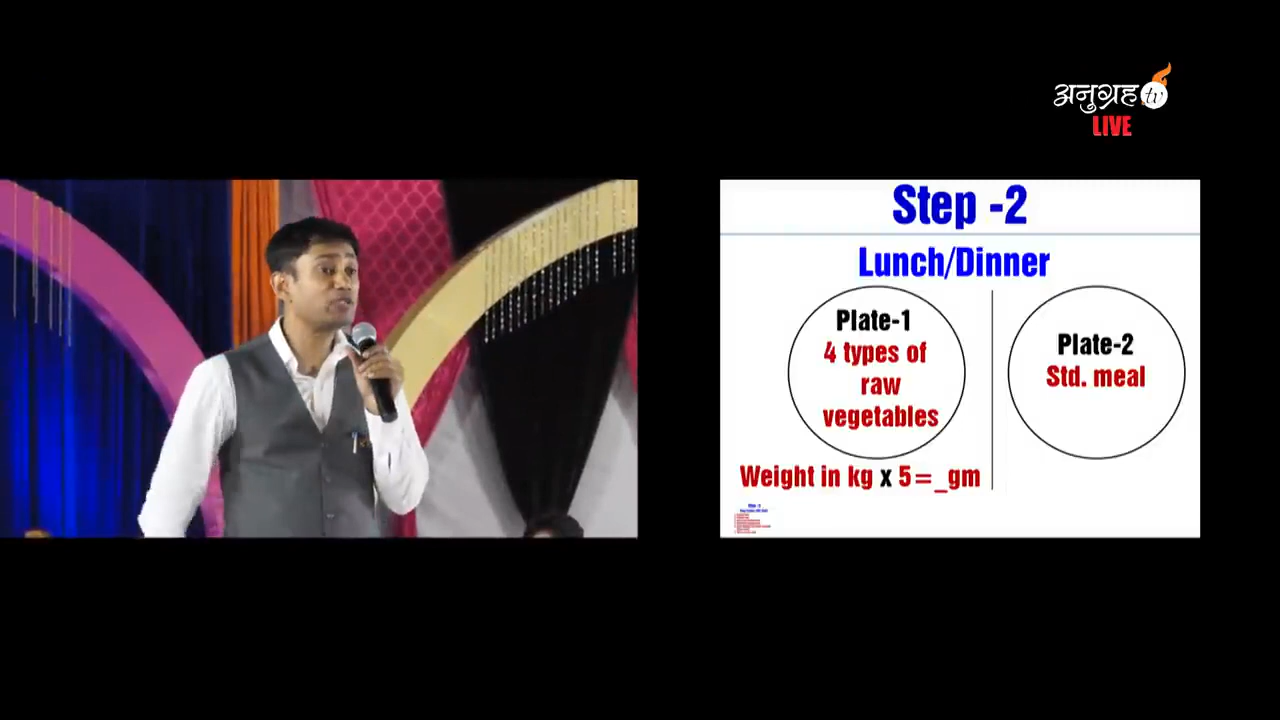 अनुग्रह tv
LIVE
Step -2
Lunch/Dinner
Plate-1
4 types of
raw
vegetables
Plate-2
Std. meal
Weight in kg x 5=_gm